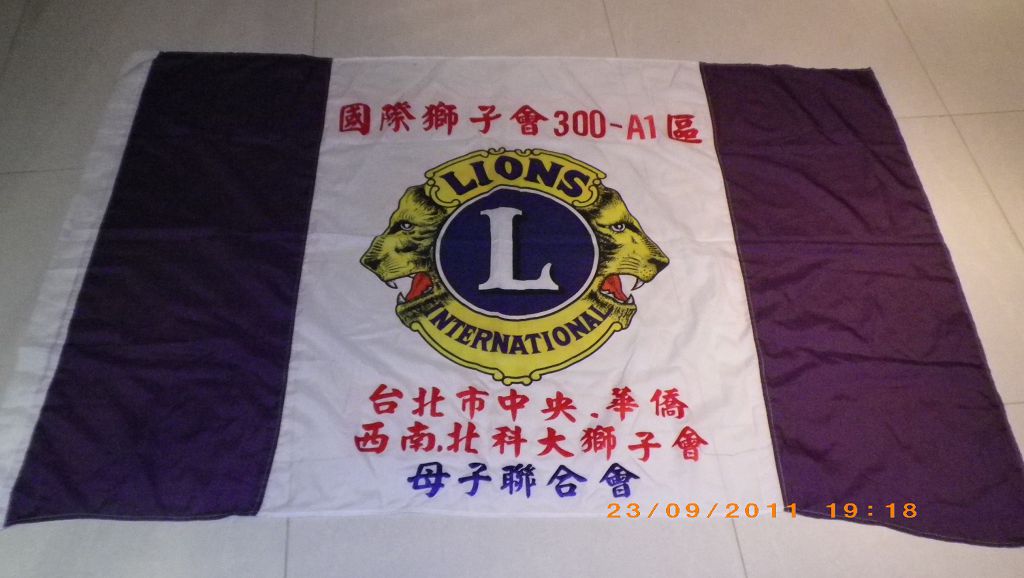 國際獅子會300-A1區
LIONS
L
INTERNATIONAL
台北市中央.華僑
西南.北科大獅子會
母子聯合會
23/09/2011 19:18